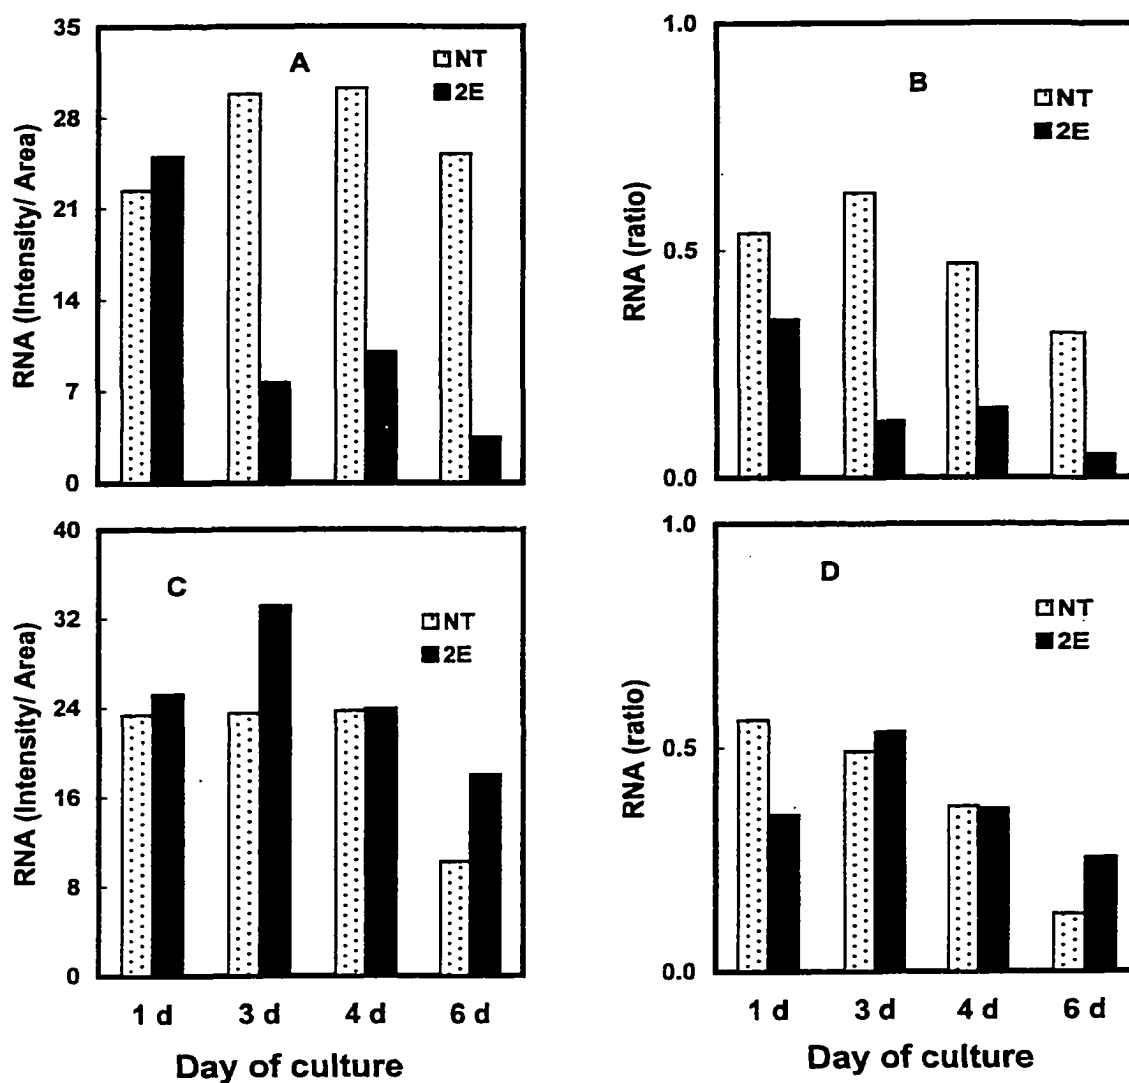 35
28
21
14
7
0
RNA (Intensity/ Area)
A
NT
2E
1.0
0.5
0.0
RNA (ratio)
B
NT
2E
40
32
24
16
8
0
RNA (Intensity/ Area)
C
NT
2E
1 d 3 d 4 d 6 d
Day of culture
1.0
0.5
0.0
RNA (ratio)
D
NT
2E
1 d 3 d 4 d 6 d
Day of culture